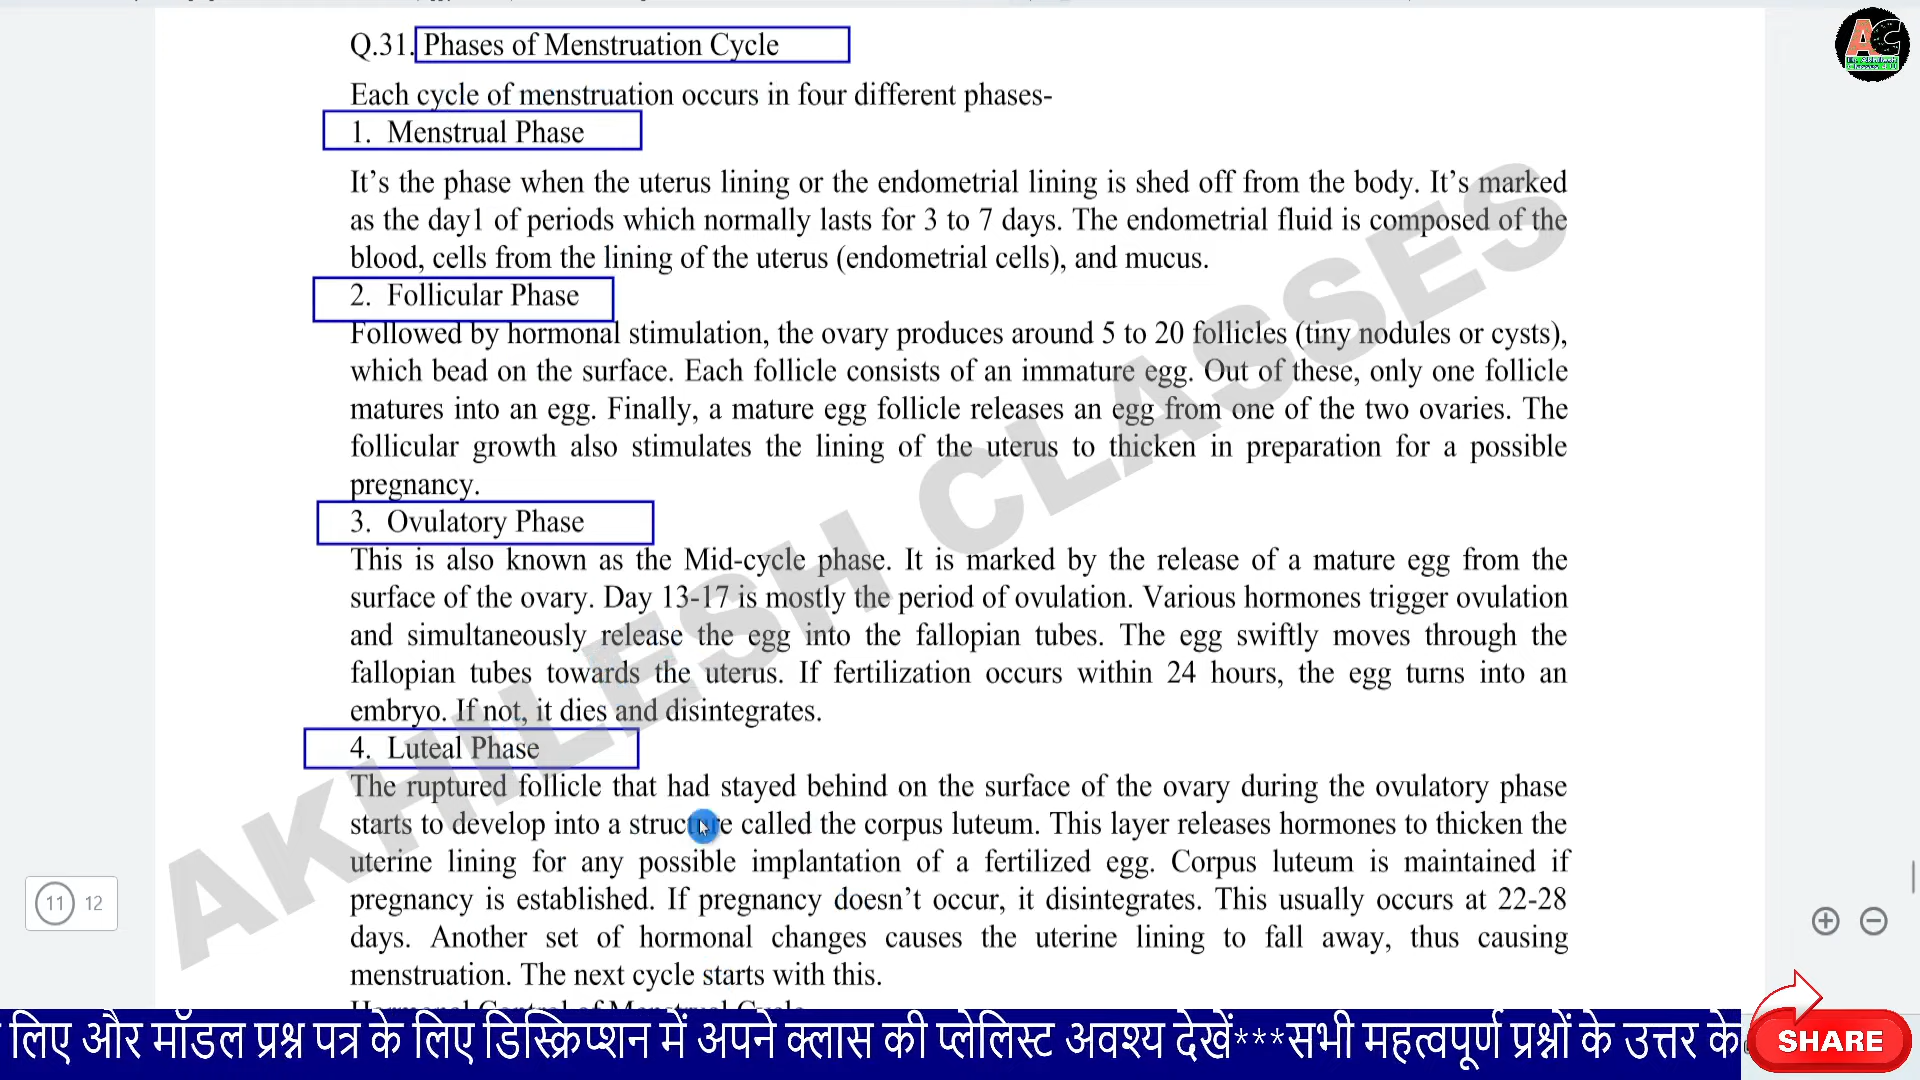 Q.31. Phases of Menstruation Cycle
Each cycle of menstruation occurs in four different phases-
1. Menstrual Phase
It’s the phase when the uterus lining or the endometrial lining is shed off from the body. It’s marked
as the day1 of periods which normally lasts for 3 to 7 days. The endometrial fluid is composed of the
blood, cells from the lining of the uterus (endometrial cells), and mucus.
2. Follicular Phase
Followed by hormonal stimulation, the ovary produces around 5 to 20 follicles (tiny nodules or cysts),
which bead on the surface. Each follicle consists of an immature egg. Out of these, only one follicle
matures into an egg. Finally, a mature egg follicle releases an egg from one of the two ovaries. The
follicular growth also stimulates the lining of the uterus to thicken in preparation for a possible
pregnancy.
3. Ovulatory Phase
This is also known as the Mid-cycle phase. It is marked by the release of a mature egg from the
surface of the ovary. Day 13-17 is mostly the period of ovulation. Various hormones trigger ovulation
and simultaneously release the egg into the fallopian tubes. The egg swiftly moves through the
fallopian tubes towards the uterus. If fertilization occurs within 24 hours, the egg turns into an
embryo. If not, it dies and disintegrates.
4. Luteal Phase
The ruptured follicle that had stayed behind on the surface of the ovary during the ovulatory phase
starts to develop into a structure called the corpus luteum. This layer releases hormones to thicken the
uterine lining for any possible implantation of a fertilized egg. Corpus luteum is maintained if
pregnancy is established. If pregnancy doesn’t occur, it disintegrates. This usually occurs at 22-28
days. Another set of hormonal changes causes the uterine lining to fall away, thus causing
menstruation. The next cycle starts with this.
Hormonal Control of Menstrual Cycle
AKHILESH CLASSES
AC
11 12
लिए और मॉडल प्रश्न पत्र के लिए डिस्क्रिप्शन में अपने क्लास की प्लेलिस्ट अवश्य देखें***सभी महत्वपूर्ण प्रश्नों के उत्तर के
SHARE